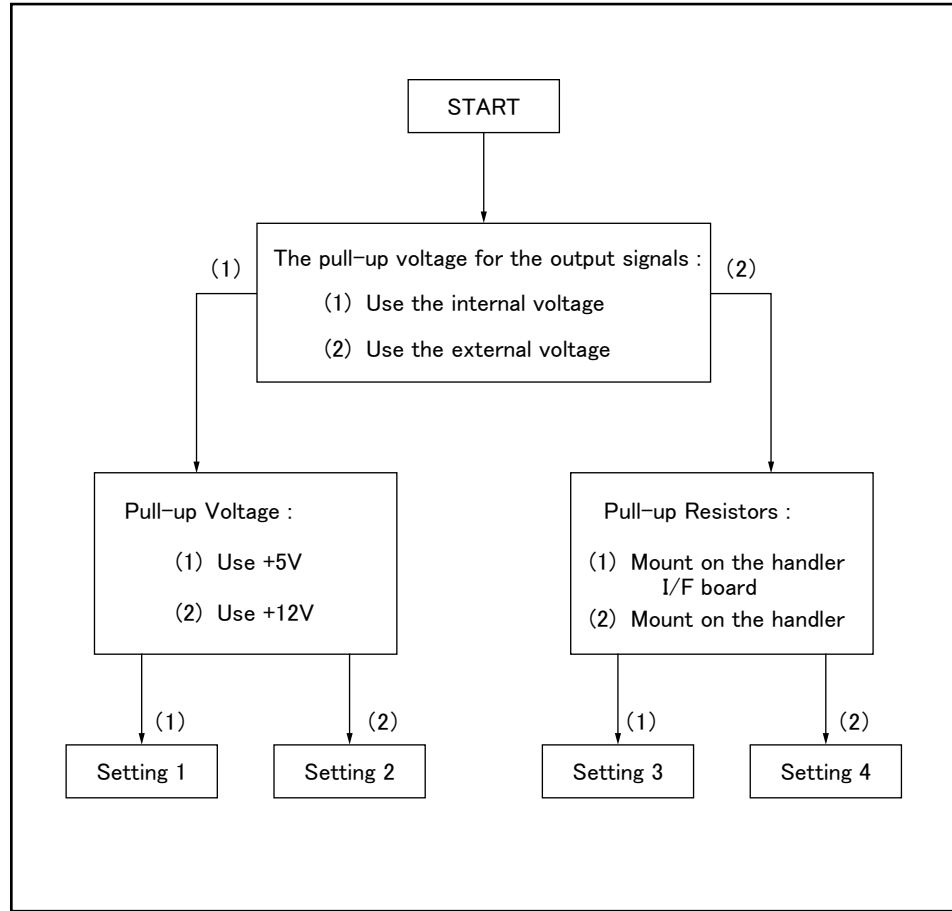 START
The pull-up voltage for the output signals :
(1)
(2)
(1) Use the internal voltage
(2) Use the external voltage
Pull-up Voltage :
(1) Use +5V
(2) Use +12V
Pull-up Resistors :
(1) Mount on the handler
I/F board
(2) Mount on the handler
(1)
(2)
(1)
(2)
Setting 1
Setting 2
Setting 3
Setting 4